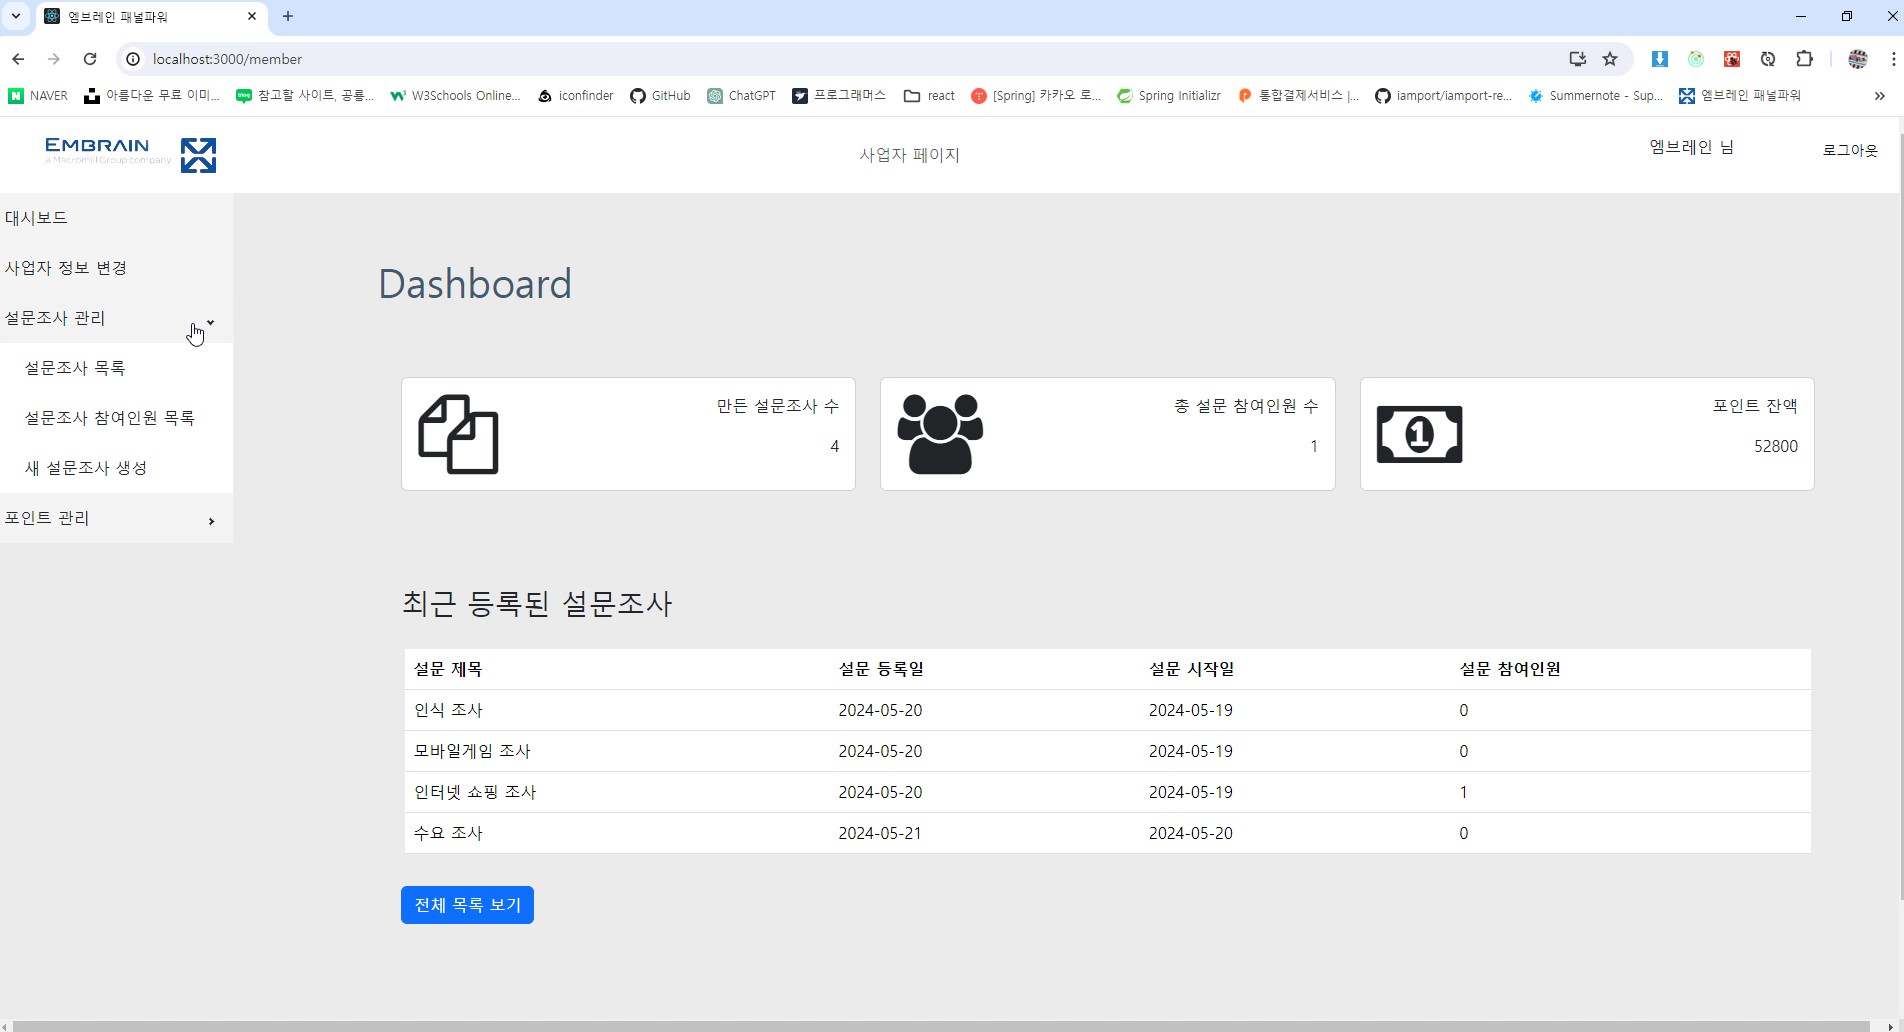 엠브레인 패널파워
localhost:3000/member
NAVER 아름다운 무료 이미... 참고할 사이트, 공룡... W3Schools Online... iconfinder GitHub ChatGPT 프로그래머스 react [Spring] 카카오 로... Spring Initializr 통합결제서비스 |... iamport/iamport-re... Summernote - Sup... 엠브레인 패널파워
EMBRAIN
a Macromill Group company
사업자 페이지
엠브레인 님
로그아웃
대시보드
사업자 정보 변경
설문조사 관리
설문조사 목록
설문조사 참여인원 목록
새 설문조사 생성
포인트 관리
Dashboard
만든 설문조사 수
4
총 설문 참여인원 수
1
포인트 잔액
52800
최근 등록된 설문조사
설문 제목 설문 등록일 설문 시작일 설문 참여인원
인식 조사 2024-05-20 2024-05-19 0
모바일게임 조사 2024-05-20 2024-05-19 0
인터넷 쇼핑 조사 2024-05-20 2024-05-19 1
수요 조사 2024-05-21 2024-05-20 0
전체 목록 보기